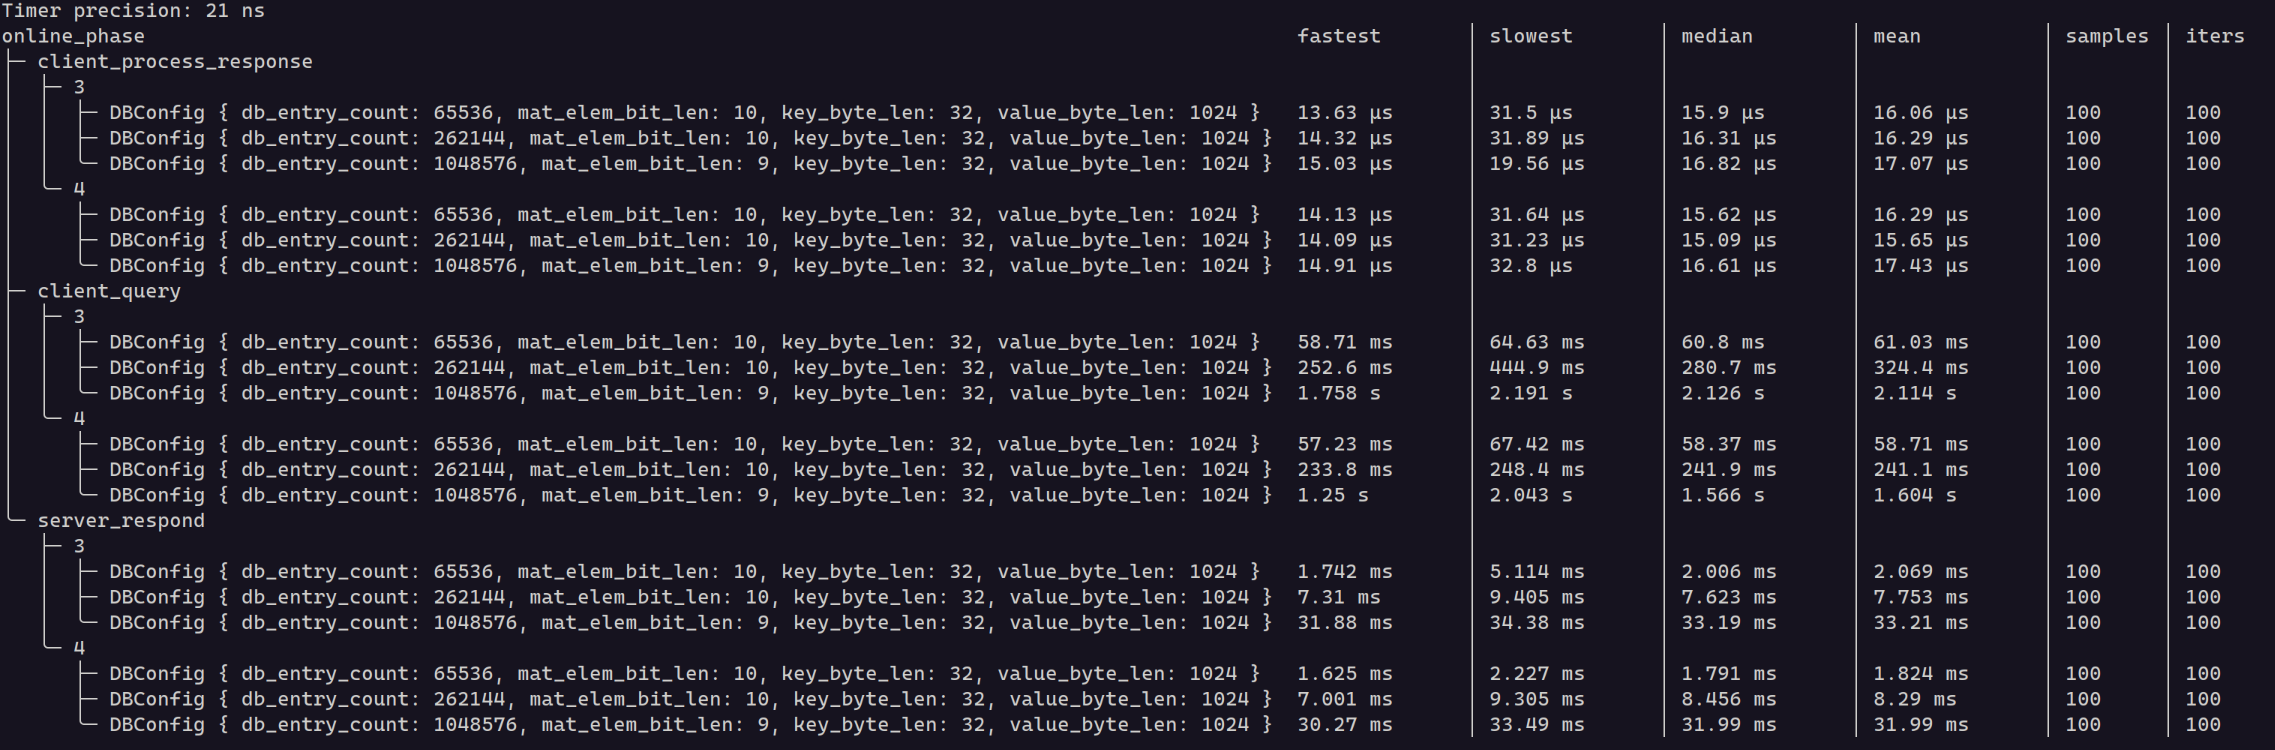 Timer precision: 21 ns
online_phase fastest │ slowest │ median │ mean │ samples │ iters
├─ client_process_response │ │ │ │ │
│ ├─ 3 │ │ │ │ │
│ │ ├─ DBConfig { db_entry_count: 65536, mat_elem_bit_len: 10, key_byte_len: 32, value_byte_len: 1024 } 13.63 µs │ 31.5 µs │ 15.9 µs │ 16.06 µs │ 100 │ 100
│ │ ├─ DBConfig { db_entry_count: 262144, mat_elem_bit_len: 10, key_byte_len: 32, value_byte_len: 1024 } 14.32 µs │ 31.89 µs │ 16.31 µs │ 16.29 µs │ 100 │ 100
│ │ ╰─ DBConfig { db_entry_count: 1048576, mat_elem_bit_len: 9, key_byte_len: 32, value_byte_len: 1024 } 15.03 µs │ 19.56 µs │ 16.82 µs │ 17.07 µs │ 100 │ 100
│ ╰─ 4 │ │ │ │ │
│ ├─ DBConfig { db_entry_count: 65536, mat_elem_bit_len: 10, key_byte_len: 32, value_byte_len: 1024 } 14.13 µs │ 31.64 µs │ 15.62 µs │ 16.29 µs │ 100 │ 100
│ ├─ DBConfig { db_entry_count: 262144, mat_elem_bit_len: 10, key_byte_len: 32, value_byte_len: 1024 } 14.09 µs │ 31.23 µs │ 15.09 µs │ 15.65 µs │ 100 │ 100
│ ╰─ DBConfig { db_entry_count: 1048576, mat_elem_bit_len: 9, key_byte_len: 32, value_byte_len: 1024 } 14.91 µs │ 32.8 µs │ 16.61 µs │ 17.43 µs │ 100 │ 100
├─ client_query │ │ │ │ │
│ ├─ 3 │ │ │ │ │
│ │ ├─ DBConfig { db_entry_count: 65536, mat_elem_bit_len: 10, key_byte_len: 32, value_byte_len: 1024 } 58.71 ms │ 64.63 ms │ 60.8 ms │ 61.03 ms │ 100 │ 100
│ │ ├─ DBConfig { db_entry_count: 262144, mat_elem_bit_len: 10, key_byte_len: 32, value_byte_len: 1024 } 252.6 ms │ 444.9 ms │ 280.7 ms │ 324.4 ms │ 100 │ 100
│ │ ╰─ DBConfig { db_entry_count: 1048576, mat_elem_bit_len: 9, key_byte_len: 32, value_byte_len: 1024 } 1.758 s │ 2.191 s │ 2.126 s │ 2.114 s │ 100 │ 100
│ ╰─ 4 │ │ │ │ │
│ ├─ DBConfig { db_entry_count: 65536, mat_elem_bit_len: 10, key_byte_len: 32, value_byte_len: 1024 } 57.23 ms │ 67.42 ms │ 58.37 ms │ 58.71 ms │ 100 │ 100
│ ├─ DBConfig { db_entry_count: 262144, mat_elem_bit_len: 10, key_byte_len: 32, value_byte_len: 1024 } 233.8 ms │ 248.4 ms │ 241.9 ms │ 241.1 ms │ 100 │ 100
│ ╰─ DBConfig { db_entry_count: 1048576, mat_elem_bit_len: 9, key_byte_len: 32, value_byte_len: 1024 } 1.25 s │ 2.043 s │ 1.566 s │ 1.604 s │ 100 │ 100
╰─ server_respond │ │ │ │ │
├─ 3 │ │ │ │ │
│ ├─ DBConfig { db_entry_count: 65536, mat_elem_bit_len: 10, key_byte_len: 32, value_byte_len: 1024 } 1.742 ms │ 5.114 ms │ 2.006 ms │ 2.069 ms │ 100 │ 100
│ ├─ DBConfig { db_entry_count: 262144, mat_elem_bit_len: 10, key_byte_len: 32, value_byte_len: 1024 } 7.31 ms │ 9.405 ms │ 7.623 ms │ 7.753 ms │ 100 │ 100
│ ╰─ DBConfig { db_entry_count: 1048576, mat_elem_bit_len: 9, key_byte_len: 32, value_byte_len: 1024 } 31.88 ms │ 34.38 ms │ 33.19 ms │ 33.21 ms │ 100 │ 100
╰─ 4 │ │ │ │ │
├─ DBConfig { db_entry_count: 65536, mat_elem_bit_len: 10, key_byte_len: 32, value_byte_len: 1024 } 1.625 ms │ 2.227 ms │ 1.791 ms │ 1.824 ms │ 100 │ 100
├─ DBConfig { db_entry_count: 262144, mat_elem_bit_len: 10, key_byte_len: 32, value_byte_len: 1024 } 7.001 ms │ 9.305 ms │ 8.456 ms │ 8.29 ms │ 100 │ 100
╰─ DBConfig { db_entry_count: 1048576, mat_elem_bit_len: 9, key_byte_len: 32, value_byte_len: 1024 } 30.27 ms │ 33.49 ms │ 31.99 ms │ 31.99 ms │ 100 │ 100